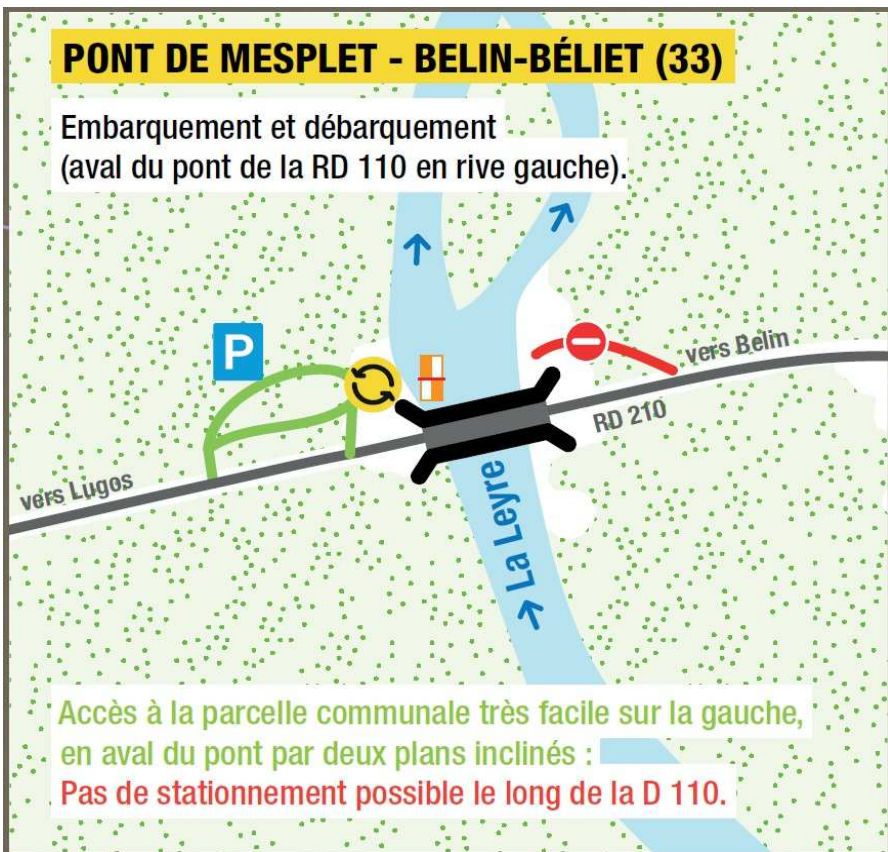 PONT DE MESPLET - BELIN-BÉLIET (33)
Embarquement et débarquement
(aval du pont de la RD 110 en rive gauche).
P
vers Belin
RD 210
vers Lugos
La Leyre
Accès à la parcelle communale très facile sur la gauche,
en aval du pont par deux plans inclinés :
Pas de stationnement possible le long de la D 110.